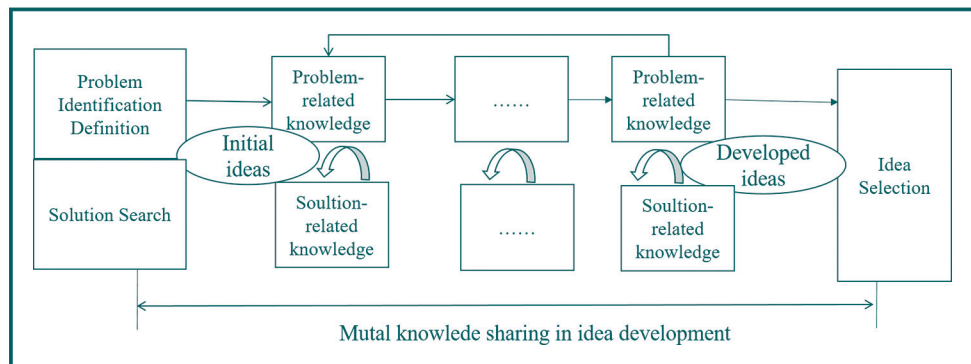 Problem
Identification
Definition
Solution Search
Initial
ideas
Problem-
related
knowledge
Soultion-
related
knowledge
......
......
Problem-
related
knowledge
Soultion-
related
knowledge
Developed
ideas
Idea
Selection
Mutal knowlede sharing in idea development